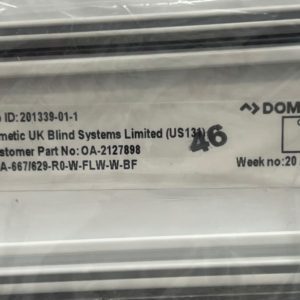 ID: 201339-01-1
DOM
metic UK Blind Systems Limited (US131)
46
stomer Part No: OA-2127898
A-667/629-R0-W-FLW-W-BF
Week no: 20